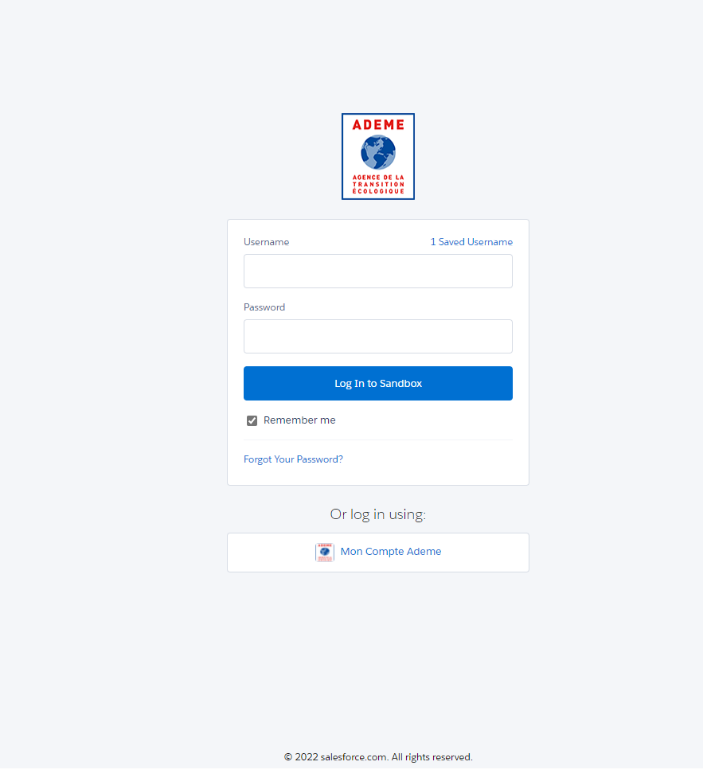 ADEME
AGENCE DE LA
TRANSITION
ÉCOLOGIQUE
Username
1 Saved Username
Password
Log In to Sandbox
Remember me
Forgot Your Password?
Or log in using:
ADEME
Mon Compte Ademe
© 2022 salesforce.com. All rights reserved.